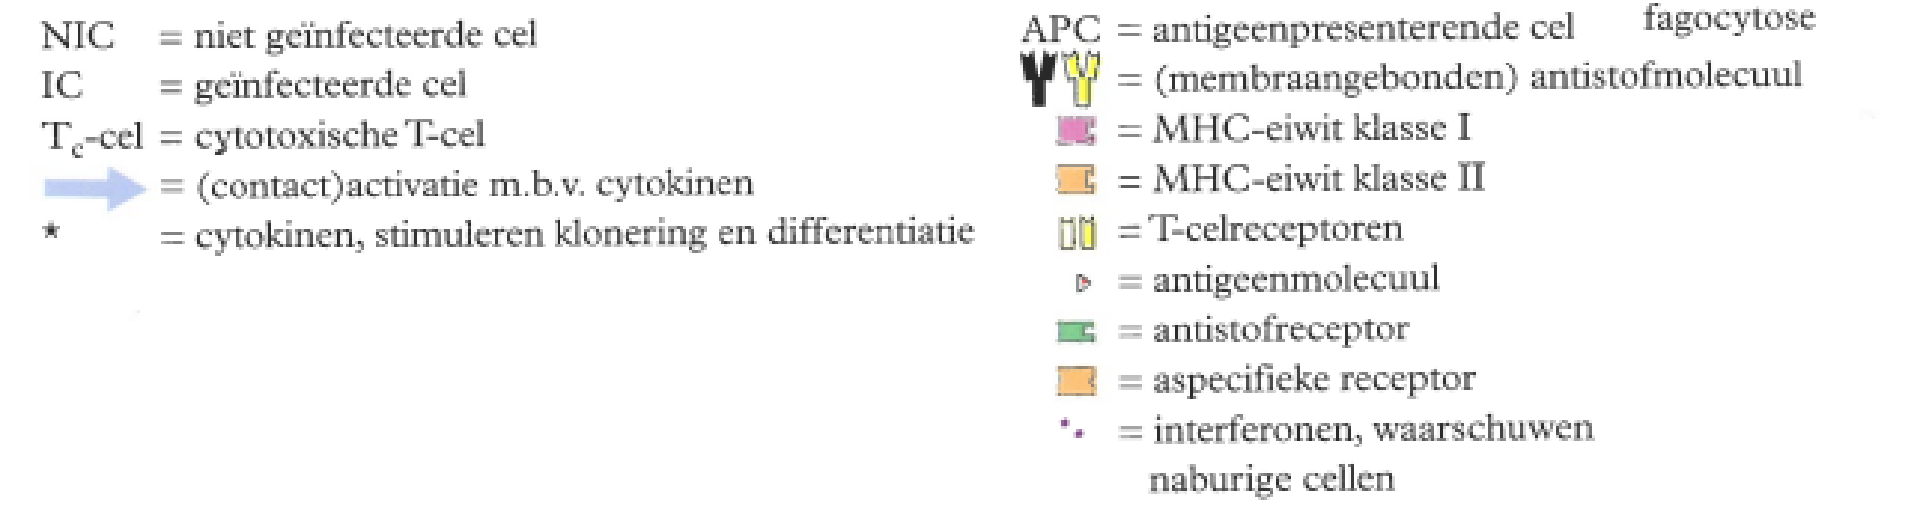 NIC = niet geïnfecteerde cel
IC = geïnfecteerde cel
Tc-cel = cytotoxische T-cel
= (contact)activatie m.b.v. cytokinen
* = cytokinen, stimuleren klonering en differentiatie
APC = antigeenpresenterende cel
fagocytose
= (membraangebonden) antistofmolecuul
= MHC-eiwit klasse I
= MHC-eiwit klasse II
= T-celreceptoren
= antigeenmolecuul
= antistofreceptor
= aspecifieke receptor
= interferonen, waarschuwen
naburige cellen